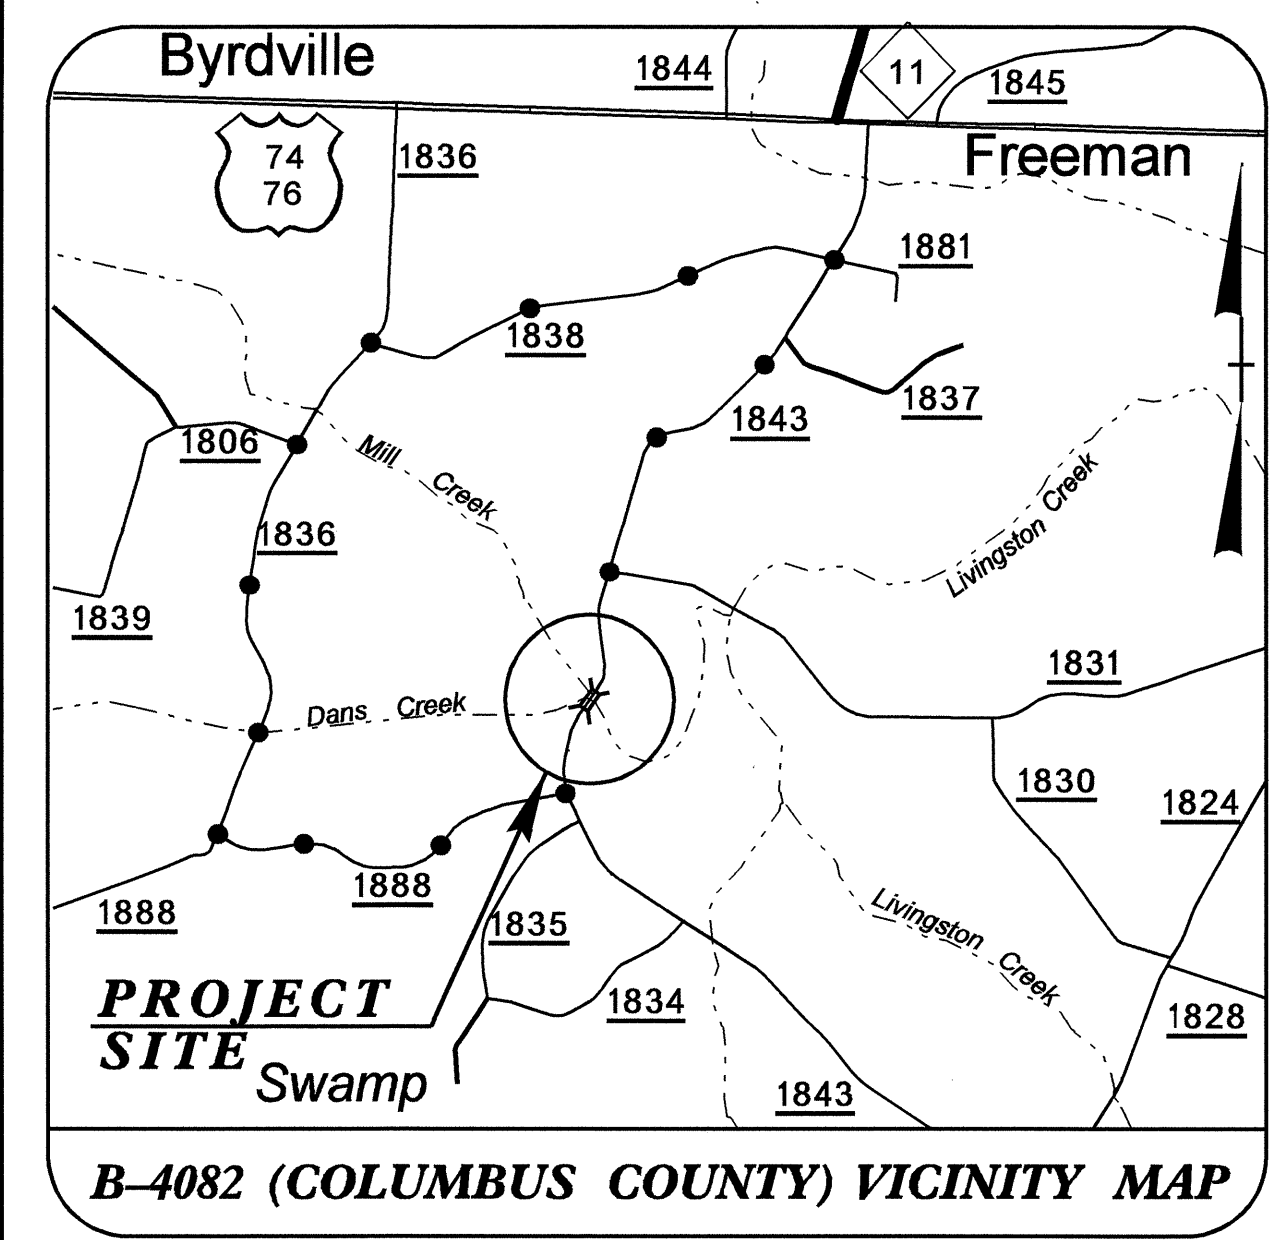 Byrdville
1844
11
1845
74
76
1836
Freeman
1881
1838
1837
1843
1806
Mill Creek
Livingston Creek
1836
1839
1831
Dans Creek
1830
1824
1888
1888
1835
Livingston Creek
PROJECT
SITE
1834
1828
Swamp
1843
B–4082 (COLUMBUS COUNTY) VICINITY MAP